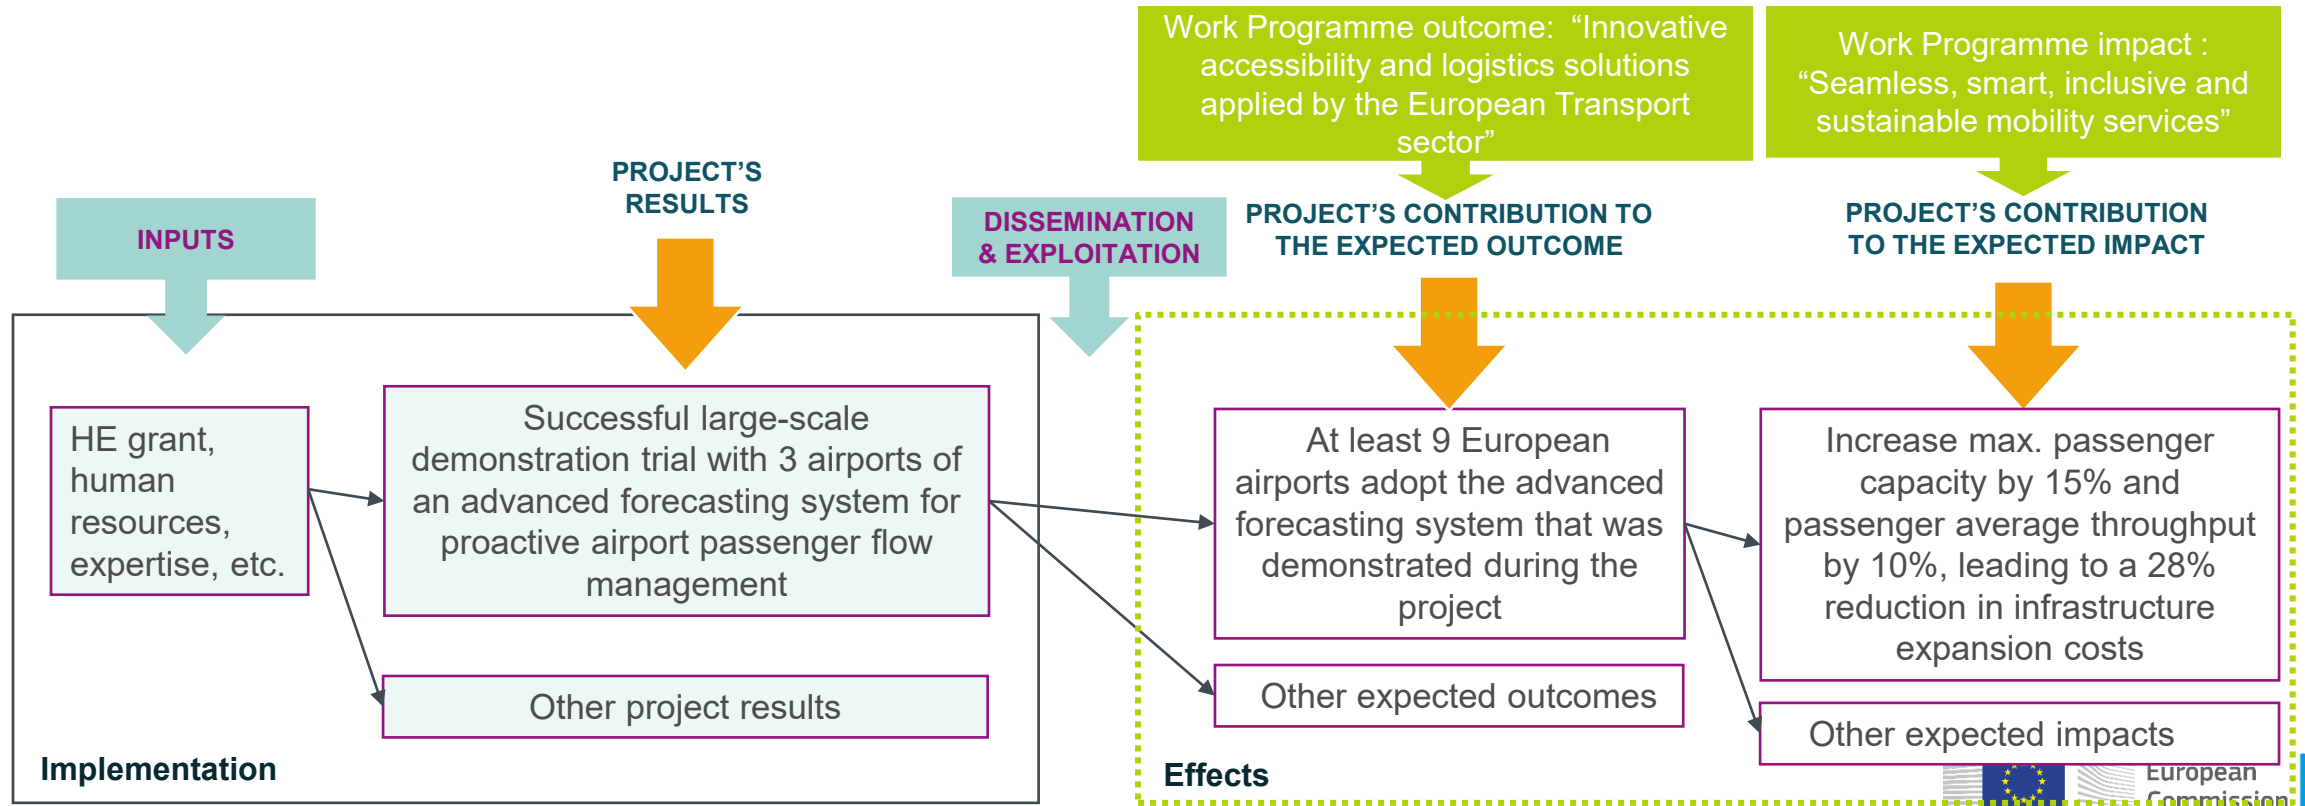 Work Programme outcome: “Innovative
accessibility and logistics solutions
applied by the European Transport
sector”
Work Programme impact :
“Seamless, smart, inclusive and
sustainable mobility services”
INPUTS
PROJECT’S
RESULTS
DISSEMINATION
& EXPLOITATION
PROJECT’S CONTRIBUTION TO
THE EXPECTED OUTCOME
PROJECT’S CONTRIBUTION
TO THE EXPECTED IMPACT
HE grant,
human
resources,
expertise, etc.
Successful large-scale
demonstration trial with 3 airports of
an advanced forecasting system for
proactive airport passenger flow
management
Other project results
Implementation
At least 9 European
airports adopt the advanced
forecasting system that was
demonstrated during the
project
Other expected outcomes
Increase max. passenger
capacity by 15% and
passenger average throughput
by 10%, leading to a 28%
reduction in infrastructure
expansion costs
Other expected impacts
Effects
European
Commission